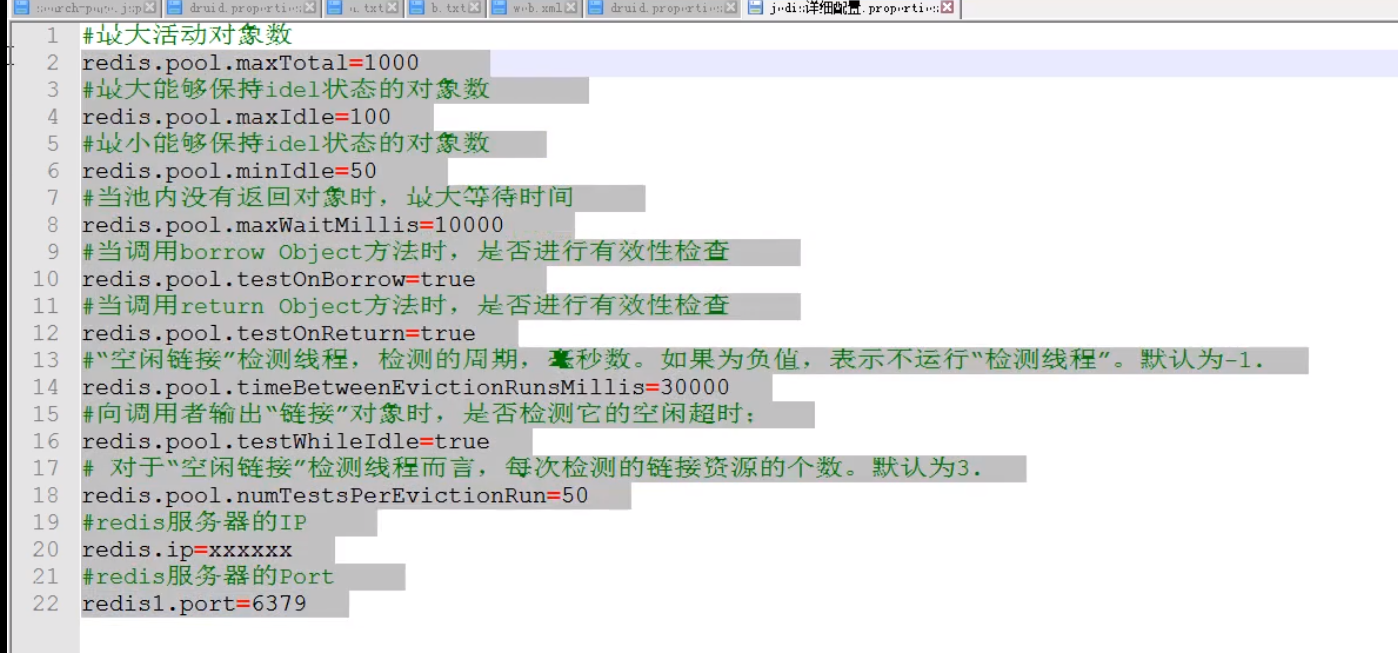 search-page.jsp druid.properties a.txt b.txt web.xml druid.properties jedis详细配置.properties
1 #最大活动对象数
2 redis.pool.maxTotal=1000
3 #最大能够保持idel状态的对象数
4 redis.pool.maxIdle=100
5 #最小能够保持idel状态的对象数
6 redis.pool.minIdle=50
7 #当池内没有返回对象时，最大等待时间
8 redis.pool.maxWaitMillis=10000
9 #当调用borrow Object方法时，是否进行有效性检查
10 redis.pool.testOnBorrow=true
11 #当调用return Object方法时，是否进行有效性检查
12 redis.pool.testOnReturn=true
13 #“空闲链接”检测线程，检测的周期，毫秒数。如果为负值，表示不运行“检测线程”。默认为-1.
14 redis.pool.timeBetweenEvictionRunsMillis=30000
15 #向调用者输出“链接”对象时，是否检测它的空闲超时；
16 redis.pool.testWhileIdle=true
17 # 对于“空闲链接”检测线程而言，每次检测的链接资源的个数。默认为3.
18 redis.pool.numTestsPerEvictionRun=50
19 #redis服务器的IP
20 redis.ip=xxxxxx
21 #redis服务器的Port
22 redis1.port=6379